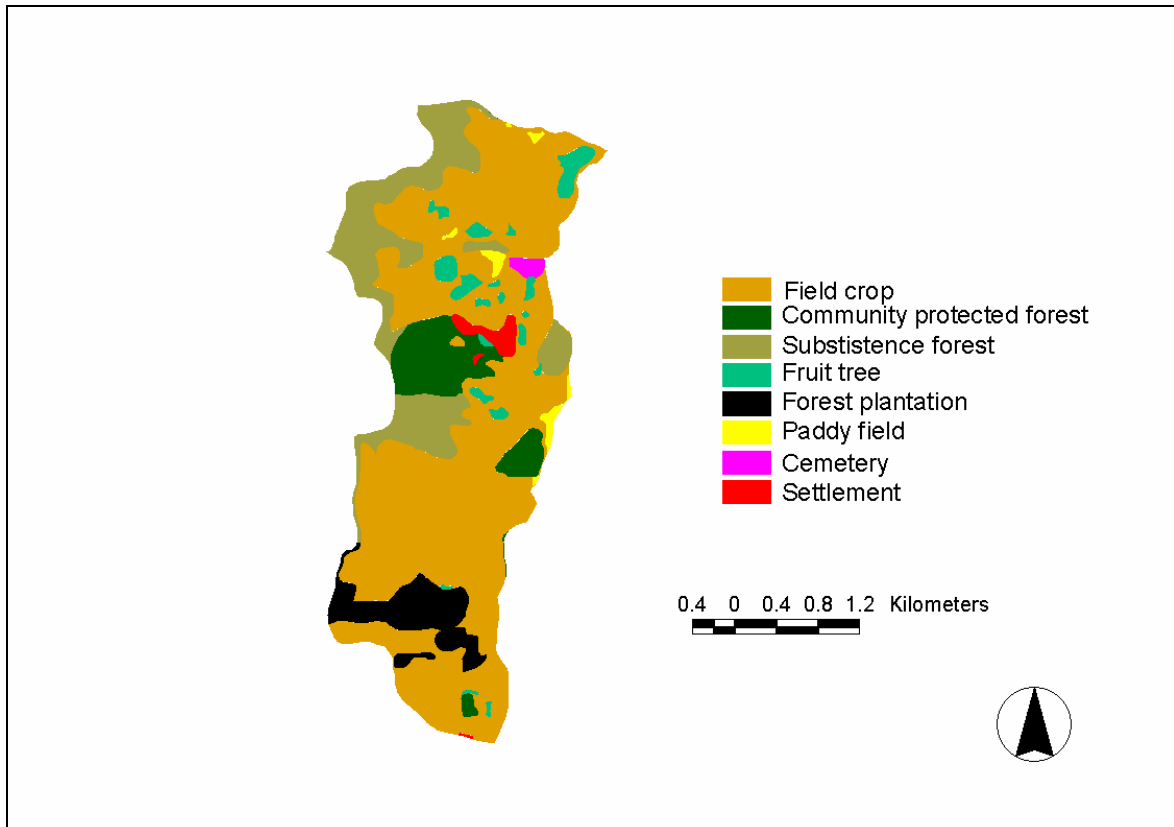 Field crop
Community protected forest
Substistence forest
Fruit tree
Forest plantation
Paddy field
Cemetery
Settlement
0.4 0 0.4 0.8 1.2 Kilometers